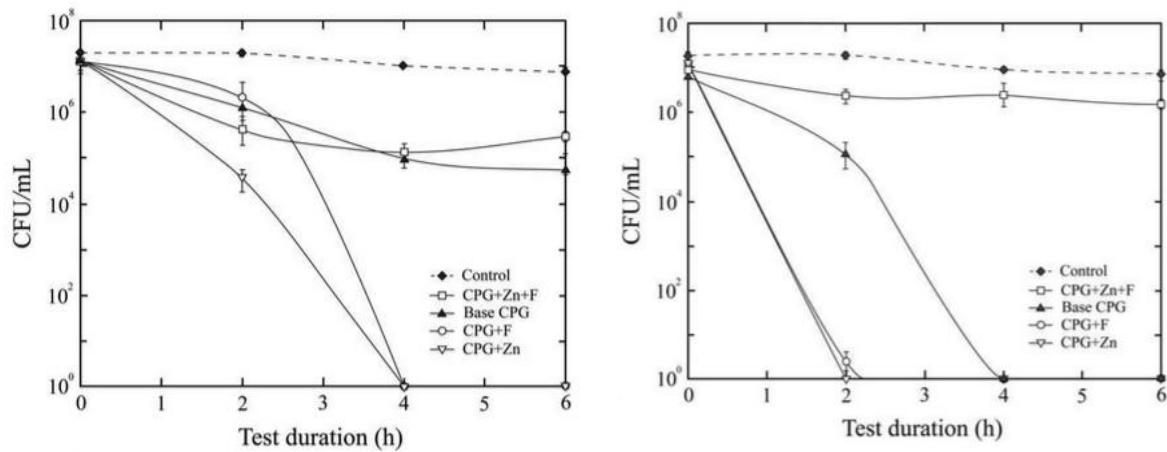 10^8
10^6
10^4
10^2
10^0
CFU/mL
Control
CPG+Zn+F
Base CPG
CPG+F
CPG+Zn
0 1 2 3 4 5 6
Test duration (h)
10^8
10^6
10^4
10^2
10^0
CFU/mL
Control
CPG+Zn+F
Base CPG
CPG+F
CPG+Zn
0 1 2 3 4 5 6
Test duration (h)